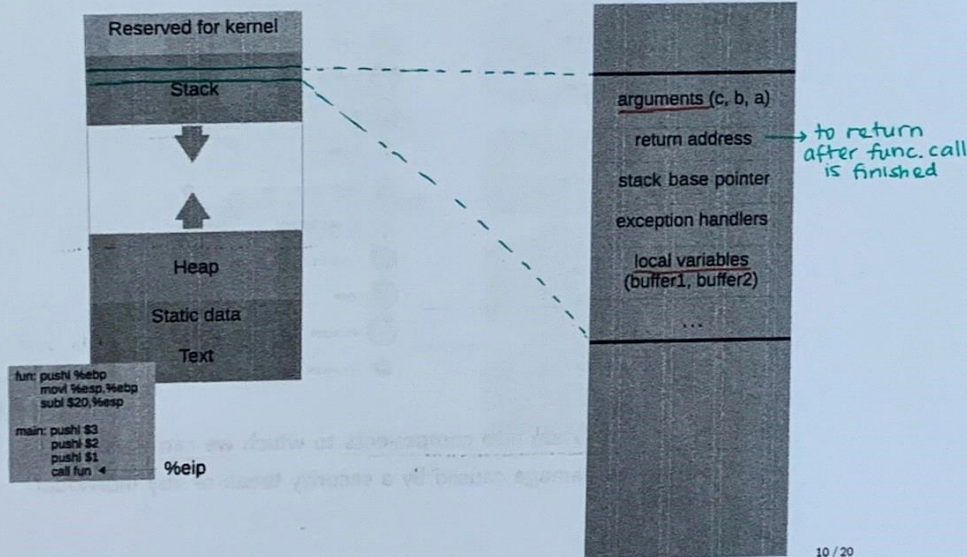 Reserved for kernel
Stack
Heap
Static data
Text
fun: pushl %ebp
movl %esp,%ebp
subl $20,%esp
main: pushl $3
pushl $2
pushl $1
call fun
%eip
arguments (c, b, a)
return address
stack base pointer
exception handlers
local variables
(buffer1, buffer2)
...
to return
after func. call
is finished
10 / 20